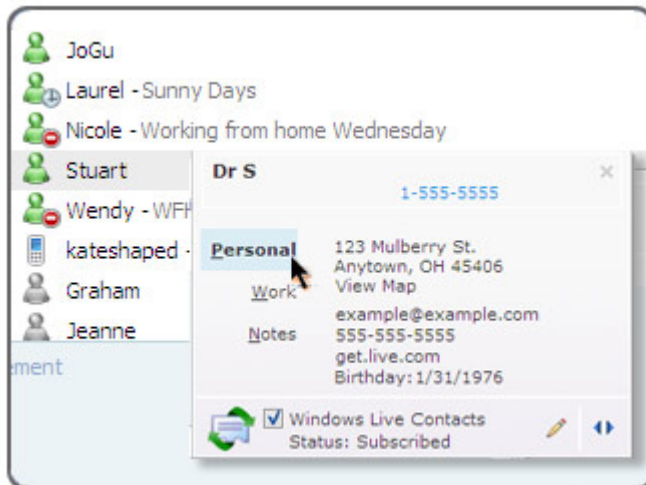 JoGu
Laurel - Sunny Days
Nicole - Working from home Wednesday
Stuart
Wendy - WFH
kateshaped -
Graham
Jeanne
ement
Dr S
1-555-5555
Personal
Work
Notes
123 Mulberry St.
Anytown, OH 45406
View Map
example@example.com
555-555-5555
get.live.com
Birthday: 1/31/1976
Windows Live Contacts
Status: Subscribed